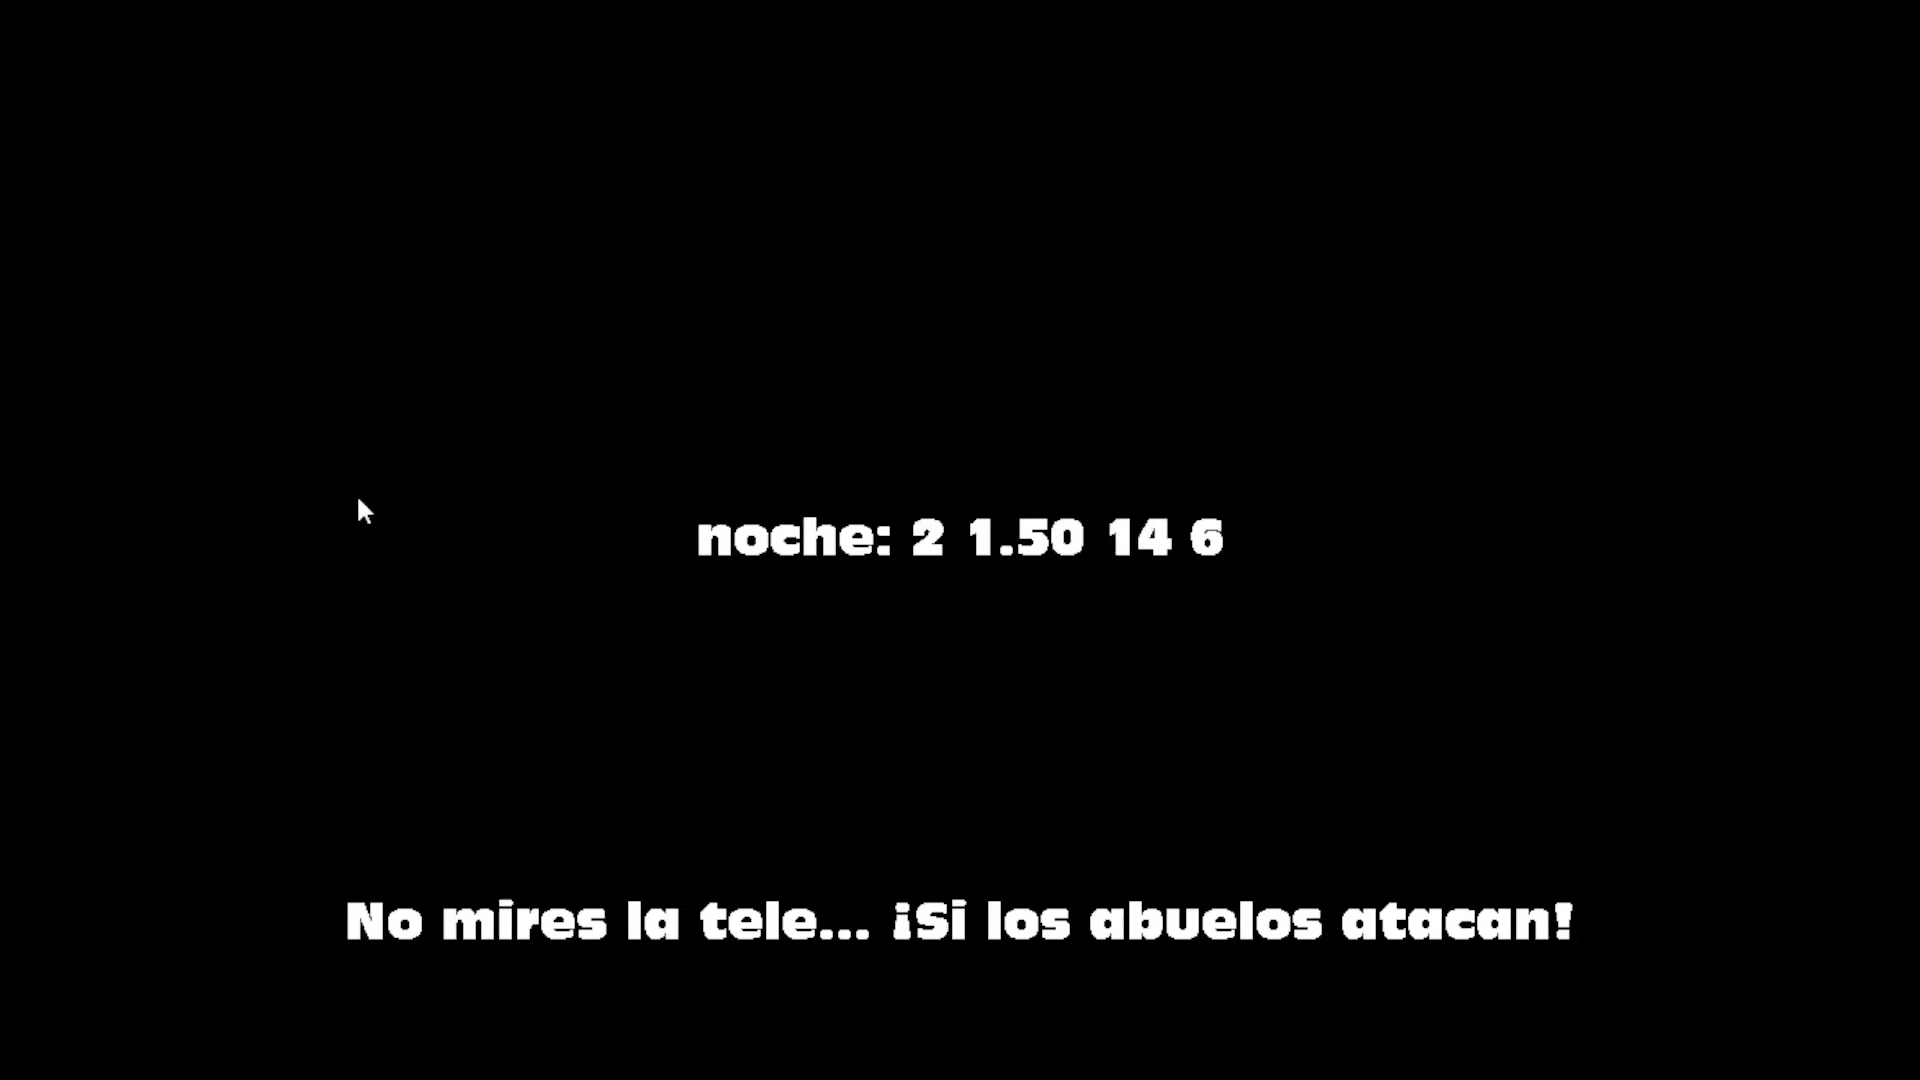 noche: 2 1.50 14 6
No mires la tele... ¡Si los abuelos atacan!